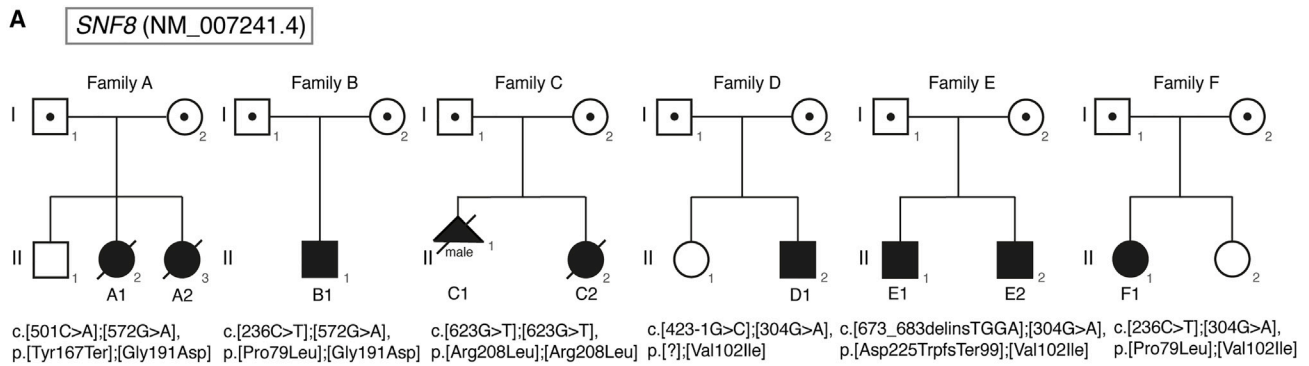 A
SNF8 (NM_007241.4)
Family A
Family B
Family C
Family D
Family E
Family F
I
1
2
I
1
2
I
1
2
I
1
2
I
1
2
I
1
2
II
1
2
3
II
1
II
male
1
2
II
1
2
II
1
2
II
1
2
A1
A2
B1
C1
C2
D1
E1
E2
F1
c.[501C>A];[572G>A],
p.[Tyr167Ter];[Gly191Asp]
c.[236C>T];[572G>A],
p.[Pro79Leu];[Gly191Asp]
c.[623G>T];[623G>T],
p.[Arg208Leu];[Arg208Leu]
c.[423-1G>C];[304G>A],
p.[?];[Val102Ile]
c.[673_683delinsTGGA];[304G>A],
p.[Asp225TrpfsTer99];[Val102Ile]
c.[236C>T];[304G>A],
p.[Pro79Leu];[Val102Ile]